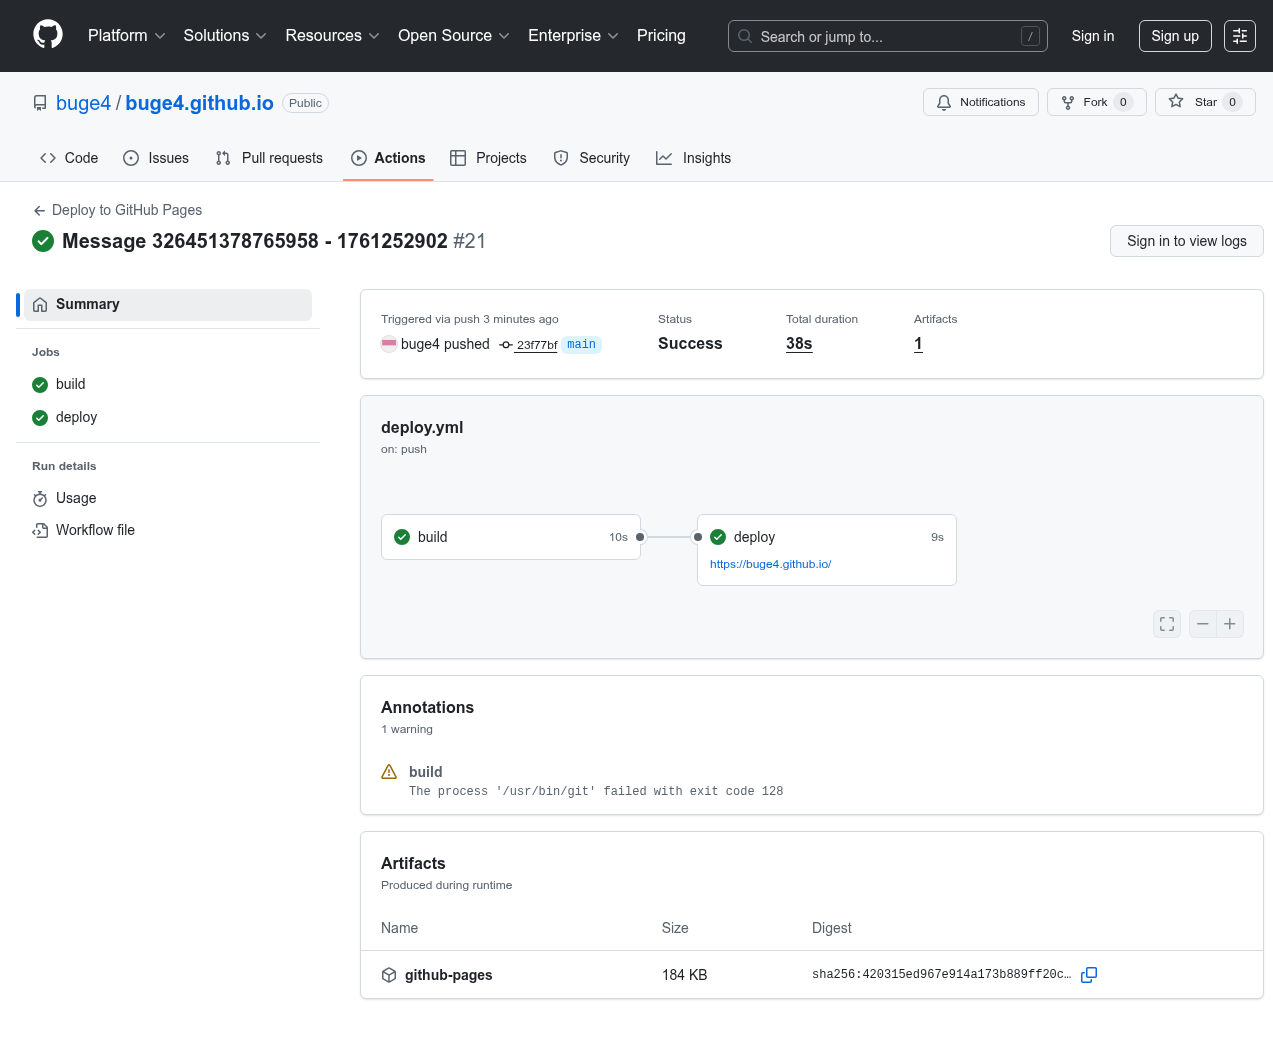 Platform Solutions Resources Open Source Enterprise Pricing Search or jump to... / Sign in Sign up
buge4 / buge4.github.io Public Notifications Fork 0 Star 0
Code Issues Pull requests Actions Projects Security Insights
Deploy to GitHub Pages
Message 326451378765958 - 1761252902 #21 Sign in to view logs
Summary
Jobs
build
deploy
Run details
Usage
Workflow file
Triggered via push 3 minutes ago Status Total duration Artifacts
buge4 pushed 23f77bf main Success 38s 1
deploy.yml
on: push
build 10s deploy 9s
https://buge4.github.io/
Annotations
1 warning
build
The process '/usr/bin/git' failed with exit code 128
Artifacts
Produced during runtime
Name Size Digest
github-pages 184 KB sha256:420315ed967e914a173b889ff20c…